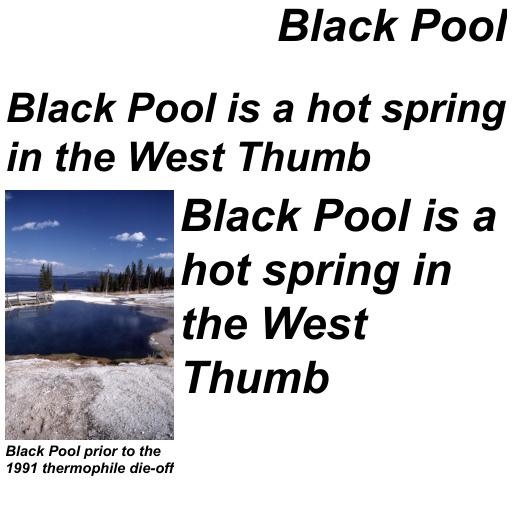 Black Pool
Black Pool is a hot spring
in the West Thumb
Black Pool is a
hot spring in
the West
Thumb
Black Pool prior to the
1991 thermophile die-off